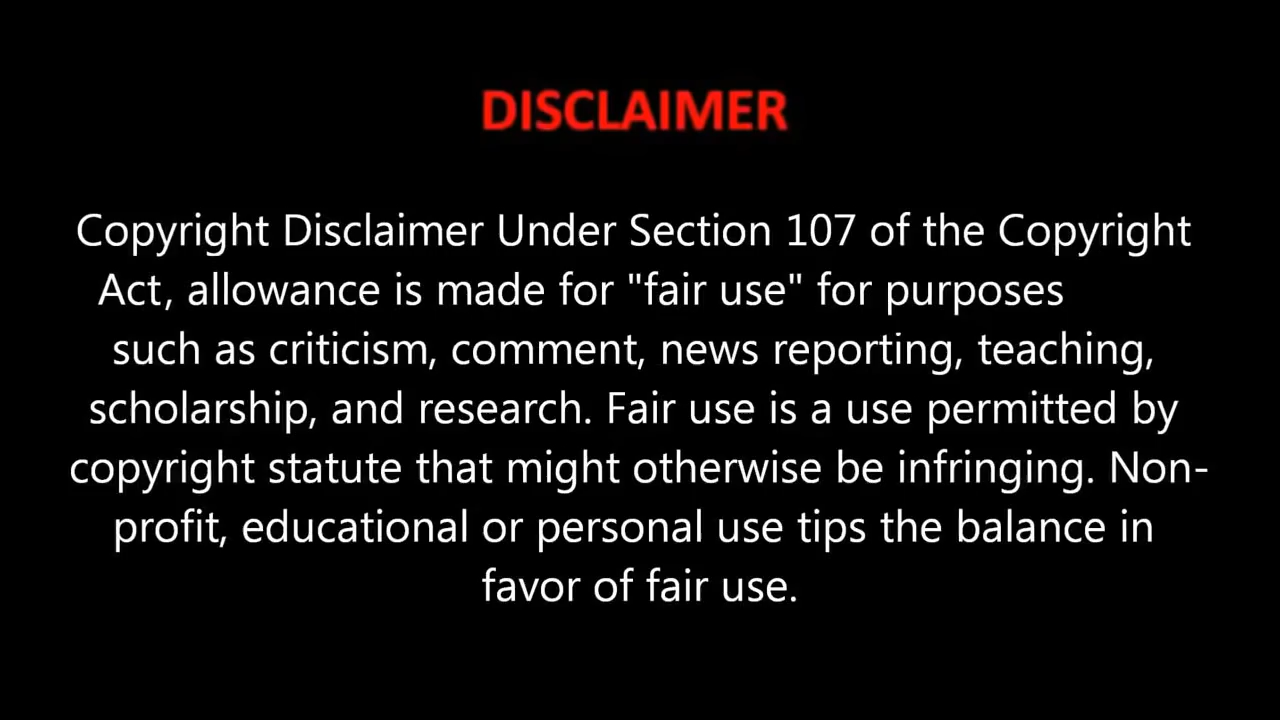 DISCLAIMER
Copyright Disclaimer Under Section 107 of the Copyright
Act, allowance is made for "fair use" for purposes
such as criticism, comment, news reporting, teaching,
scholarship, and research. Fair use is a use permitted by
copyright statute that might otherwise be infringing. Non-
profit, educational or personal use tips the balance in
favor of fair use.